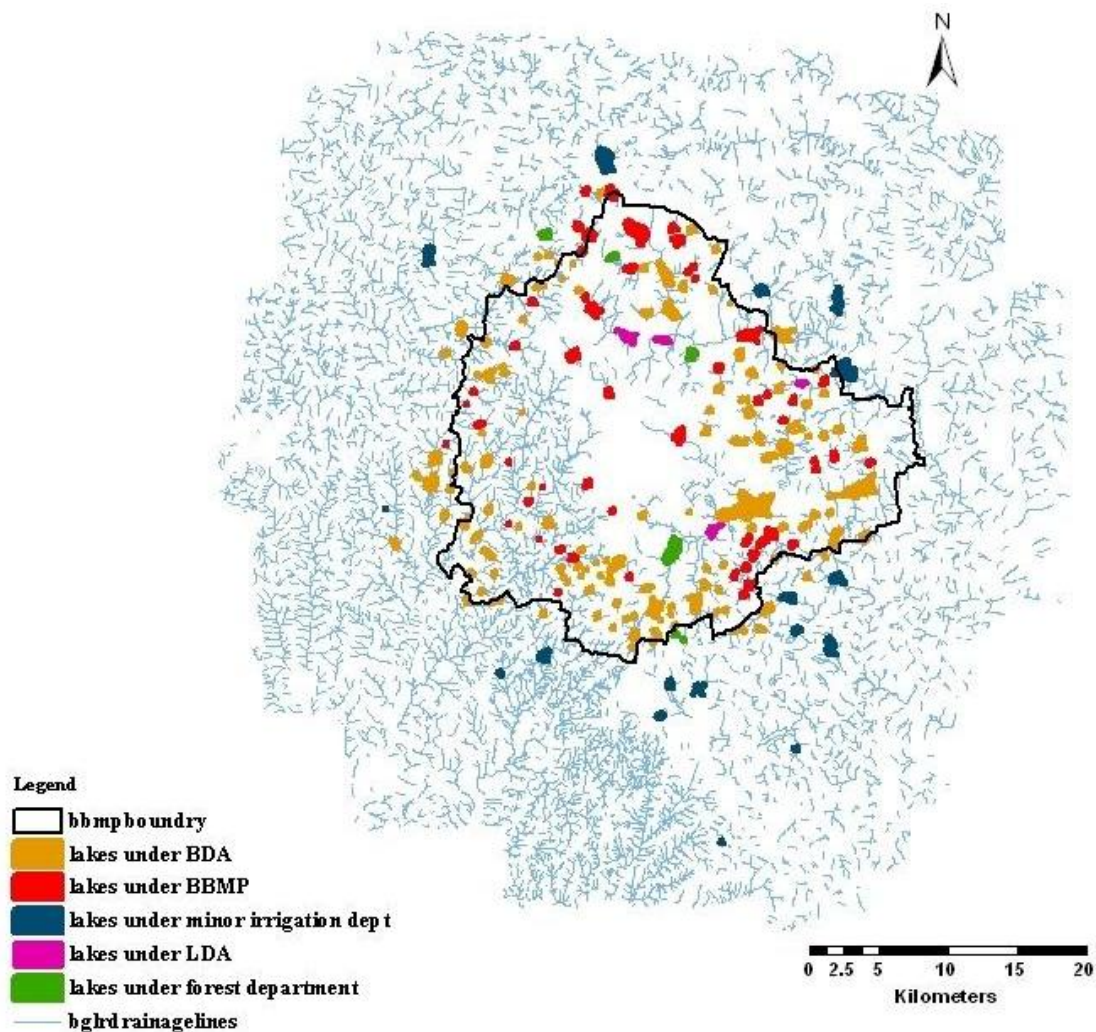 N
Legend
bbmpboundry
lakes under BDA
lakes under BBMP
lakes under minor irrigation dept
lakes under LDA
lakes under forest department
bglrdrainagelines
0 2.5 5 10 15 20
Kilometers